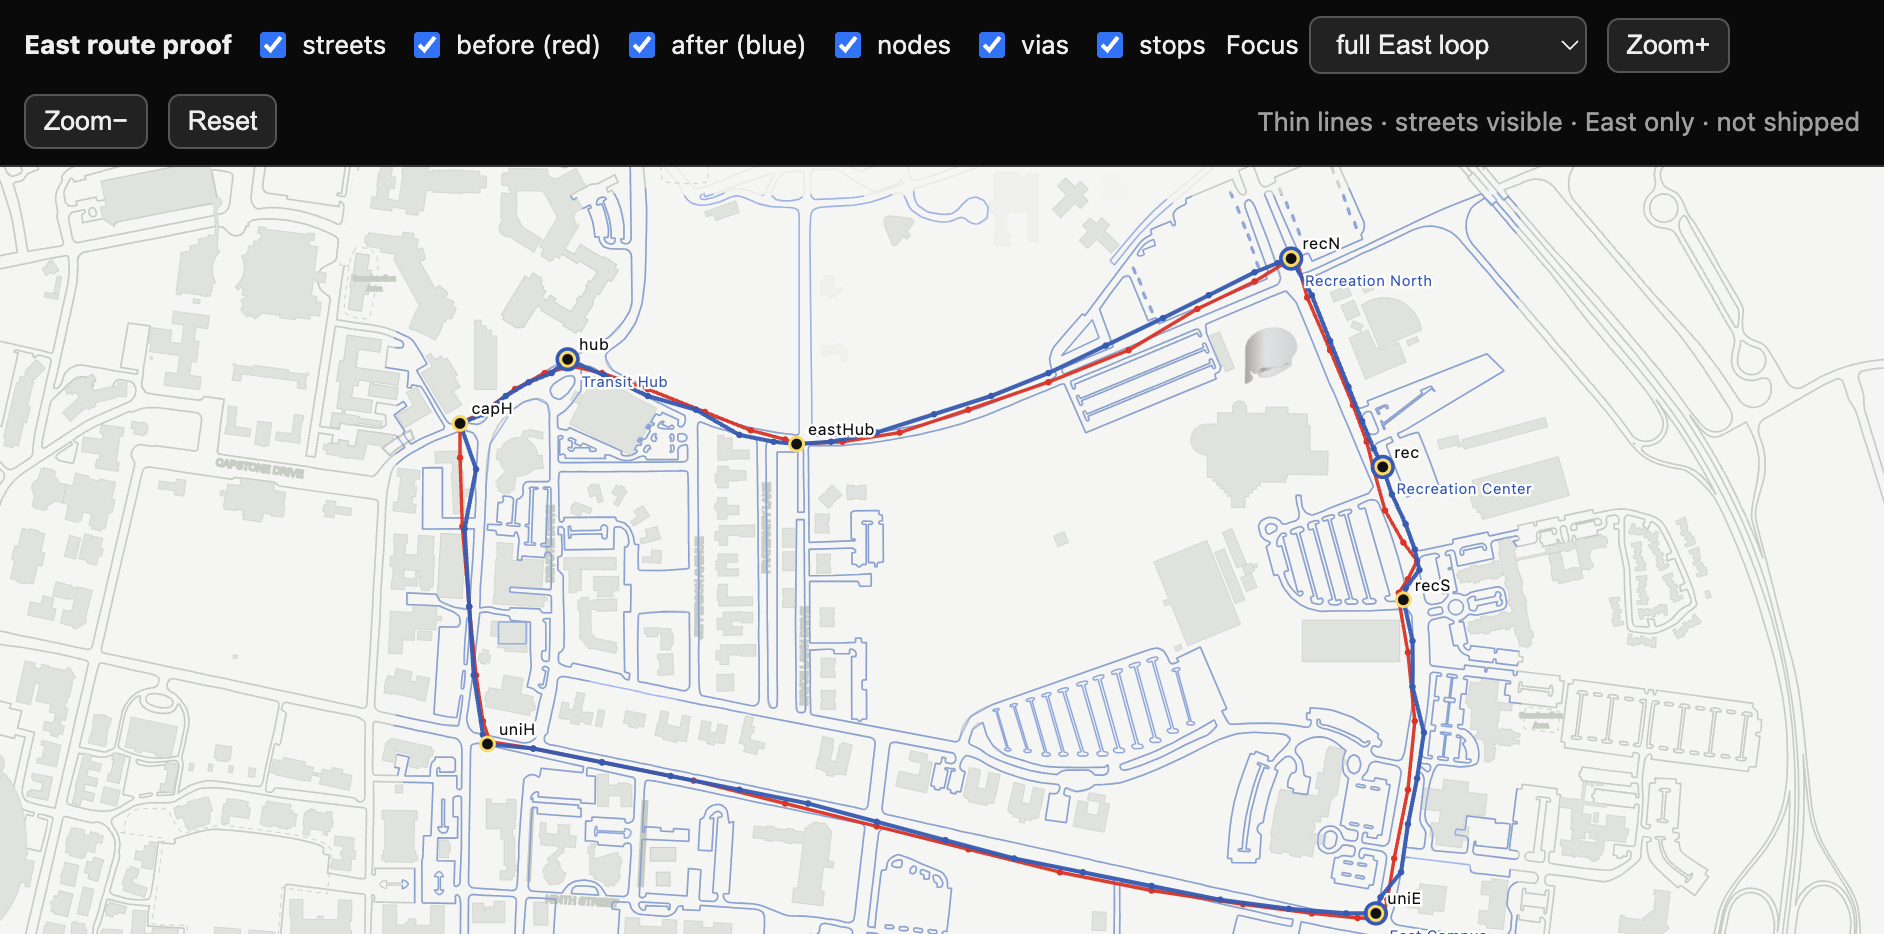 East route proof streets before (red) after (blue) nodes vias stops Focus full East loop Zoom+
Zoom− Reset Thin lines · streets visible · East only · not shipped
recN
Recreation North
hub
Transit Hub
capH
eastHub
rec
Recreation Center
CAPSTONE DRIVE
recS
uniH
uniE